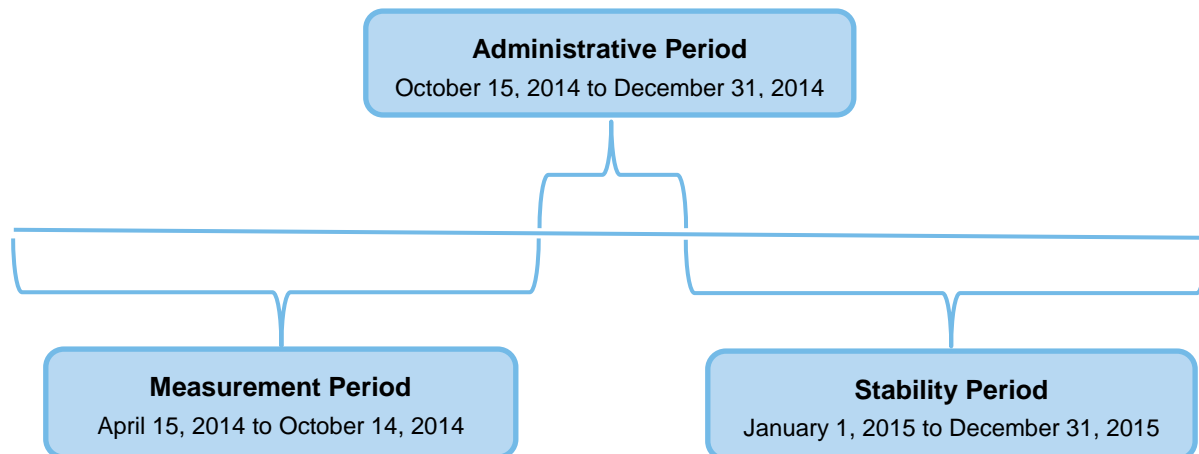 Administrative Period
October 15, 2014 to December 31, 2014
Measurement Period
April 15, 2014 to October 14, 2014
Stability Period
January 1, 2015 to December 31, 2015